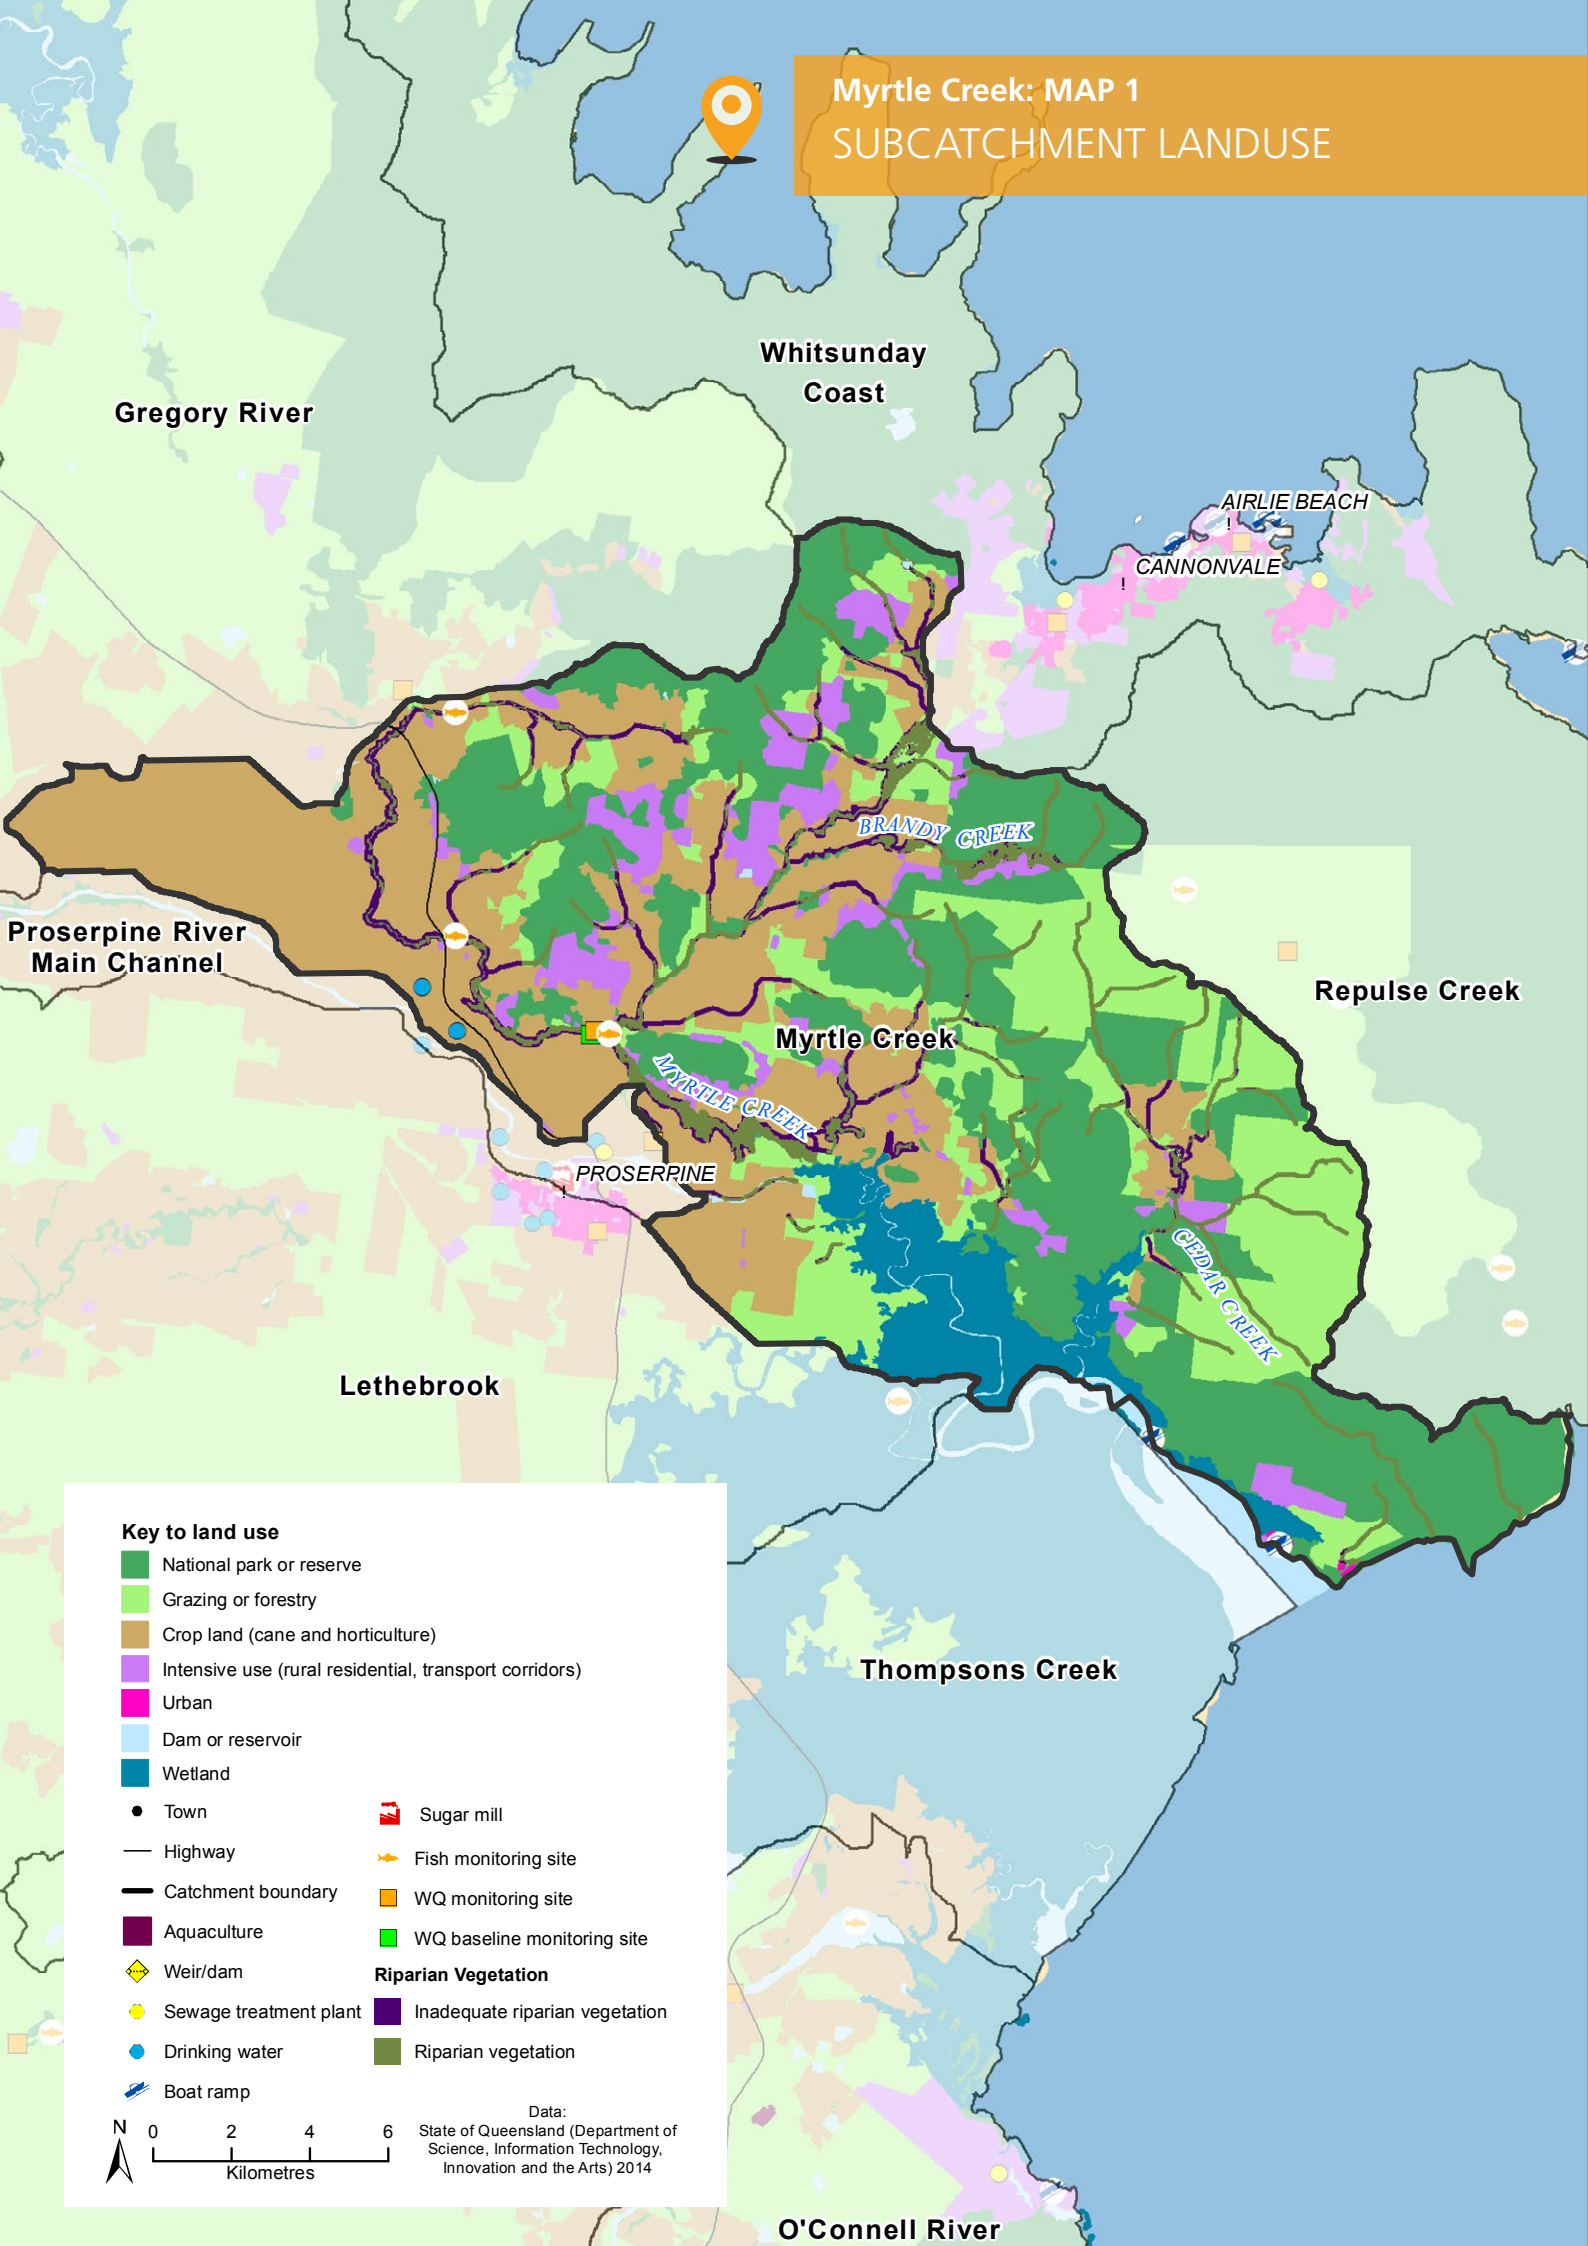 Myrtle Creek: MAP 1
SUBCATCHMENT LANDUSE
Whitsunday
Coast
Gregory River
AIRLIE BEACH
CANNONVALE
BRANDY CREEK
Proserpine River
Main Channel
Repulse Creek
Myrtle Creek
MYRTLE CREEK
PROSERPINE
CEDAR CREEK
Lethebrook
Thompsons Creek
O'Connell River
Key to land use
National park or reserve
Grazing or forestry
Crop land (cane and horticulture)
Intensive use (rural residential, transport corridors)
Urban
Dam or reservoir
Wetland
Town
Highway
Catchment boundary
Aquaculture
Weir/dam
Sewage treatment plant
Drinking water
Boat ramp
Sugar mill
Fish monitoring site
WQ monitoring site
WQ baseline monitoring site
Riparian Vegetation
Inadequate riparian vegetation
Riparian vegetation
N
0 2 4 6
Kilometres
Data:
State of Queensland (Department of
Science, Information Technology,
Innovation and the Arts) 2014